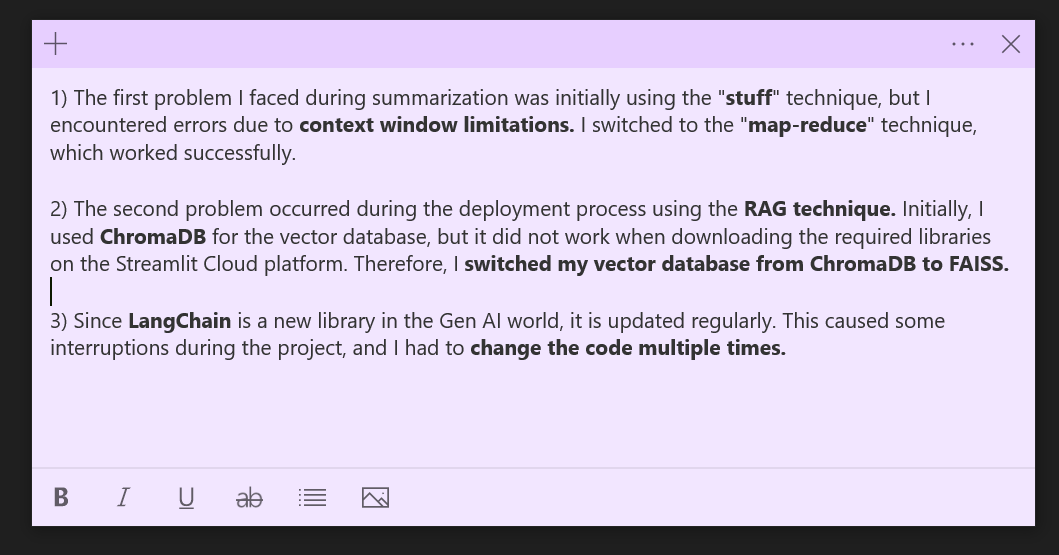 1) The first problem I faced during summarization was initially using the "stuff" technique, but I
encountered errors due to context window limitations. I switched to the "map-reduce" technique,
which worked successfully.
2) The second problem occurred during the deployment process using the RAG technique. Initially, I
used ChromaDB for the vector database, but it did not work when downloading the required libraries
on the Streamlit Cloud platform. Therefore, I switched my vector database from ChromaDB to FAISS.
3) Since LangChain is a new library in the Gen AI world, it is updated regularly. This caused some
interruptions during the project, and I had to change the code multiple times.
B I U ab